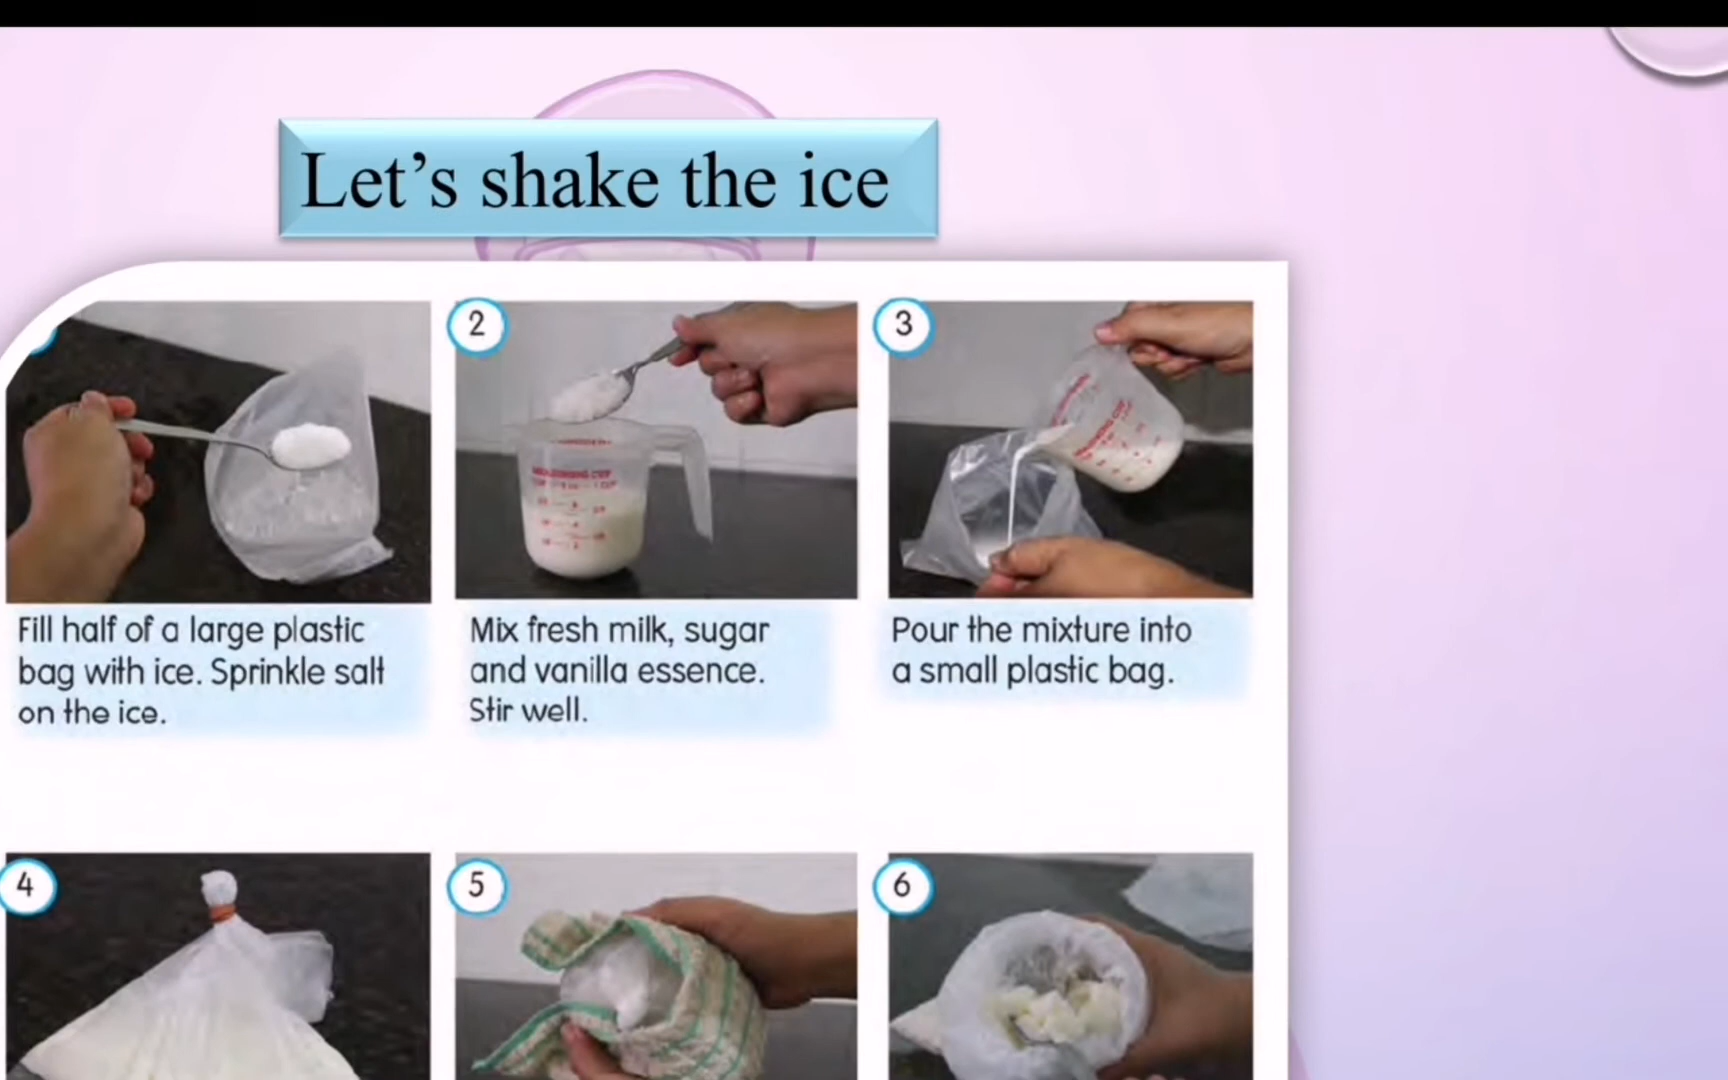 Let's shake the ice
2
3
Fill half of a large plastic
bag with ice. Sprinkle salt
on the ice.
Mix fresh milk, sugar
and vanilla essence.
Stir well.
Pour the mixture into
a small plastic bag.
4
5
6